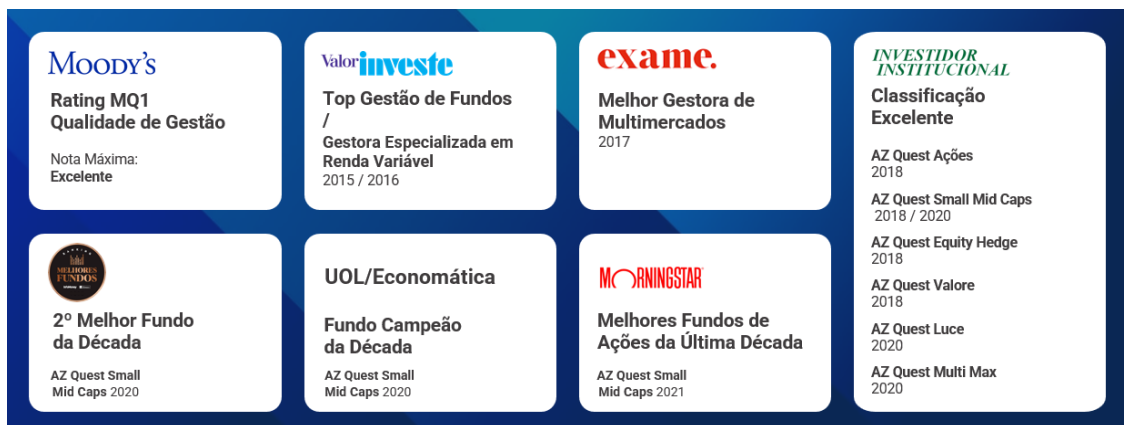 MOODY'S
Rating MQ1
Qualidade de Gestão
Nota Máxima:
Excelente
Valor investe
Top Gestão de Fundos
/
Gestora Especializada em
Renda Variável
2015 / 2016
exame.
Melhor Gestora de
Multimercados
2017
INVESTIDOR
INSTITUCIONAL
Classificação
Excelente
AZ Quest Ações
2018
AZ Quest Small Mid Caps
2018 / 2020
AZ Quest Equity Hedge
2018
AZ Quest Valore
2018
AZ Quest Luce
2020
AZ Quest Multi Max
2020
MELHORES
FUNDOS
2º Melhor Fundo
da Década
AZ Quest Small
Mid Caps 2020
UOL/Economática
Fundo Campeão
da Década
AZ Quest Small
Mid Caps 2020
MORNINGSTAR
Melhores Fundos de
Ações da Última Década
AZ Quest Small
Mid Caps 2021